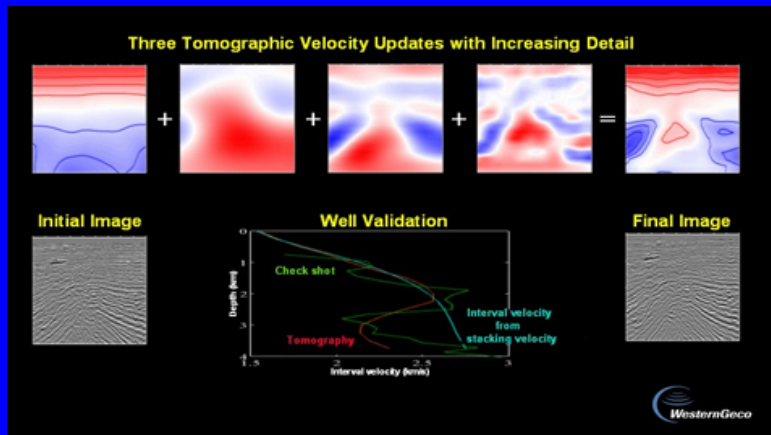 Three Tomographic Velocity Updates with Increasing Detail
+ + + =
Initial Image
Well Validation
Final Image
0
1
2
3
4
Depth (km)
Check shot
Tomography
Interval velocity
from
stacking velocity
1.5 2 2.5 3
Interval velocity (km/s)
WesternGeco